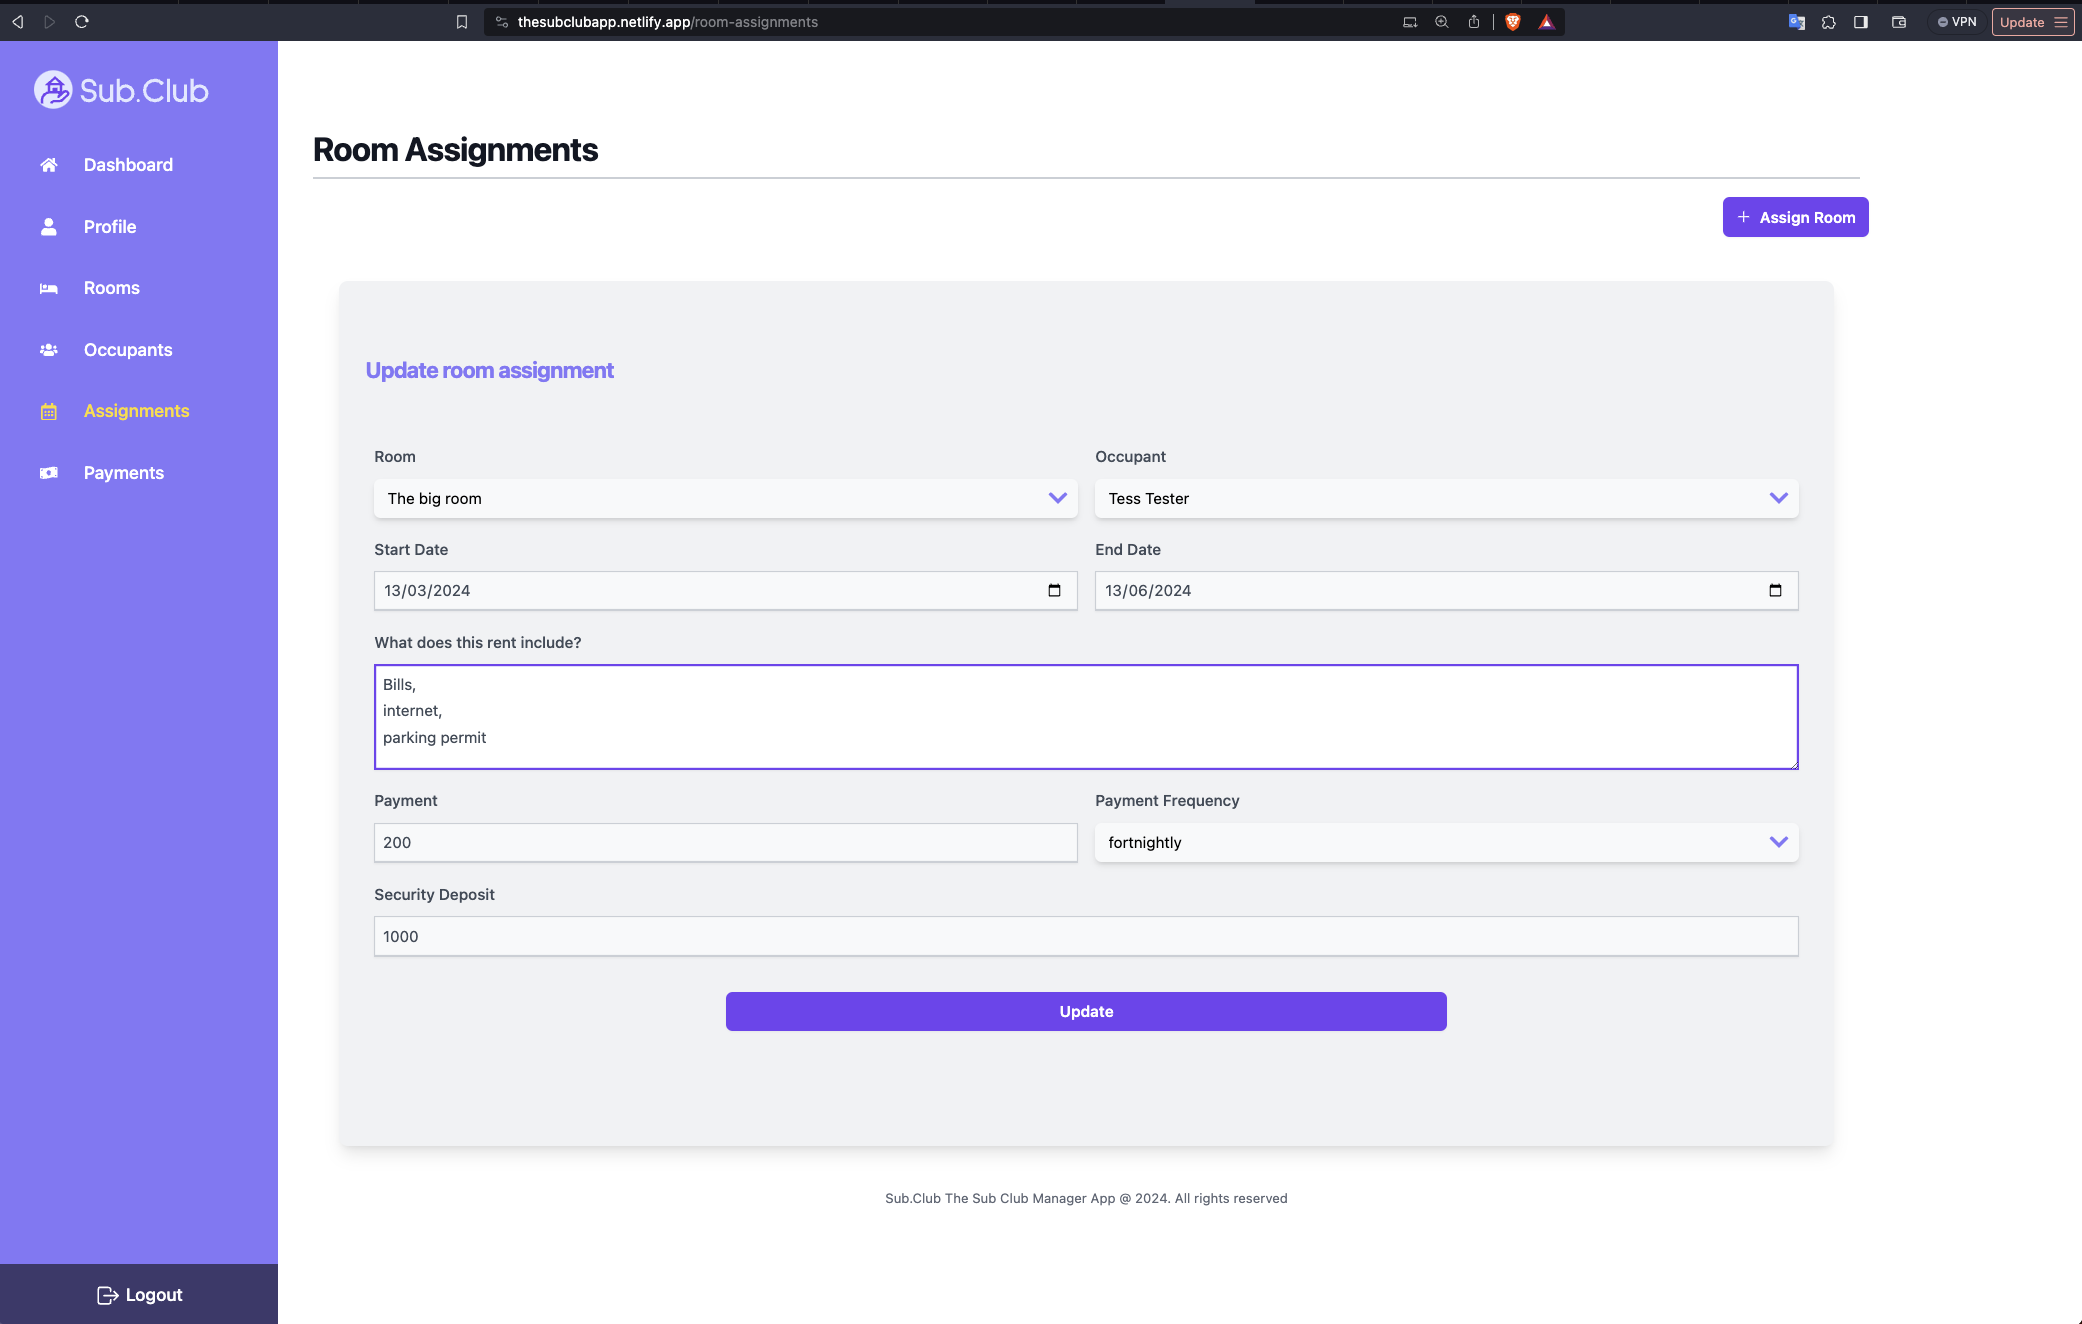 thesubclubapp.netlify.app/room-assignments
VPN
Update
Sub.Club
Dashboard
Profile
Rooms
Occupants
Assignments
Payments
Logout
Room Assignments
+ Assign Room
Update room assignment
Room
Occupant
The big room
Tess Tester
Start Date
End Date
13/03/2024
13/06/2024
What does this rent include?
Bills,
internet,
parking permit
Payment
Payment Frequency
200
fortnightly
Security Deposit
1000
Update
Sub.Club The Sub Club Manager App @ 2024. All rights reserved